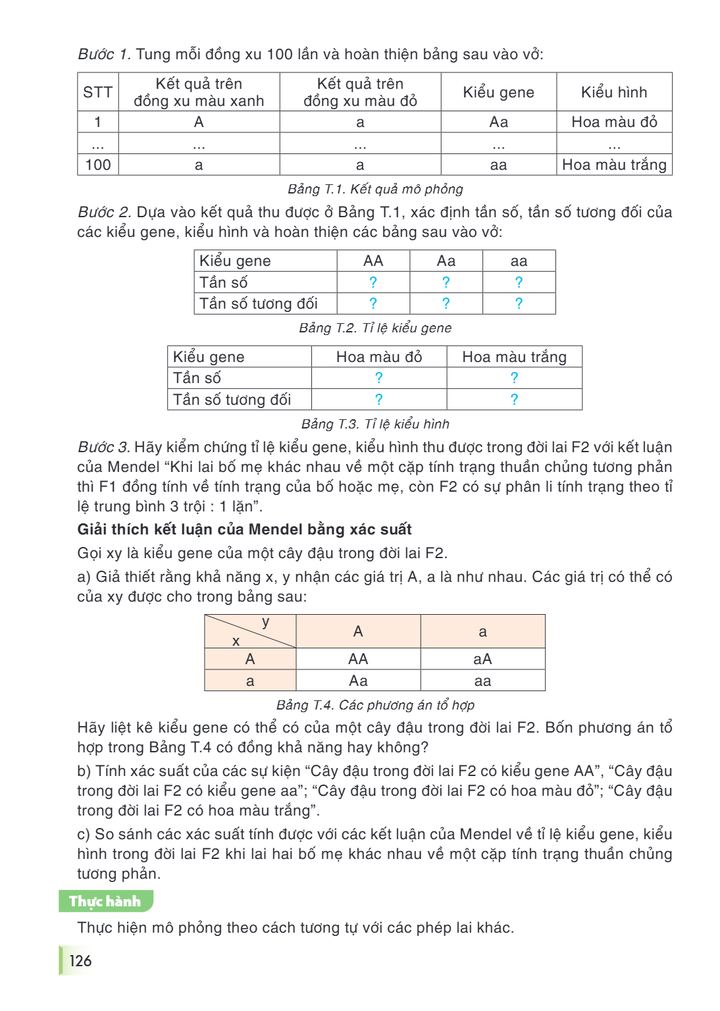 Bước 1. Tung mỗi đồng xu 100 lần và hoàn thiện bảng sau vào vở:
STT
Kết quả trên
đồng xu màu xanh
Kết quả trên
đồng xu màu đỏ
Kiểu gene
Kiểu hình
1 A a Aa Hoa màu đỏ
... ... ... ... ...
100 a a aa Hoa màu trắng
Bảng T.1. Kết quả mô phỏng
Bước 2. Dựa vào kết quả thu được ở Bảng T.1, xác định tần số, tần số tương đối của
các kiểu gene, kiểu hình và hoàn thiện các bảng sau vào vở:
Kiểu gene AA Aa aa
Tần số ? ? ?
Tần số tương đối ? ? ?
Bảng T.2. Tỉ lệ kiểu gene
Kiểu gene Hoa màu đỏ Hoa màu trắng
Tần số ? ?
Tần số tương đối ? ?
Bảng T.3. Tỉ lệ kiểu hình
Bước 3. Hãy kiểm chứng tỉ lệ kiểu gene, kiểu hình thu được trong đời lai F2 với kết luận
của Mendel “Khi lai bố mẹ khác nhau về một cặp tính trạng thuần chủng tương phản
thì F1 đồng tính về tính trạng của bố hoặc mẹ, còn F2 có sự phân li tính trạng theo tỉ
lệ trung bình 3 trội : 1 lặn”.
Giải thích kết luận của Mendel bằng xác suất
Gọi xy là kiểu gene của một cây đậu trong đời lai F2.
a) Giả thiết rằng khả năng x, y nhận các giá trị A, a là như nhau. Các giá trị có thể có
của xy được cho trong bảng sau:
y
x
A a
A AA aA
a Aa aa
Bảng T.4. Các phương án tổ hợp
Hãy liệt kê kiểu gene có thể có của một cây đậu trong đời lai F2. Bốn phương án tổ
hợp trong Bảng T.4 có đồng khả năng hay không?
b) Tính xác suất của các sự kiện “Cây đậu trong đời lai F2 có kiểu gene AA”, “Cây đậu
trong đời lai F2 có kiểu gene aa”; “Cây đậu trong đời lai F2 có hoa màu đỏ”; “Cây đậu
trong đời lai F2 có hoa màu trắng”.
c) So sánh các xác suất tính được với các kết luận của Mendel về tỉ lệ kiểu gene, kiểu
hình trong đời lai F2 khi lai hai bố mẹ khác nhau về một cặp tính trạng thuần chủng
tương phản.
Thực hành
Thực hiện mô phỏng theo cách tương tự với các phép lai khác.
126